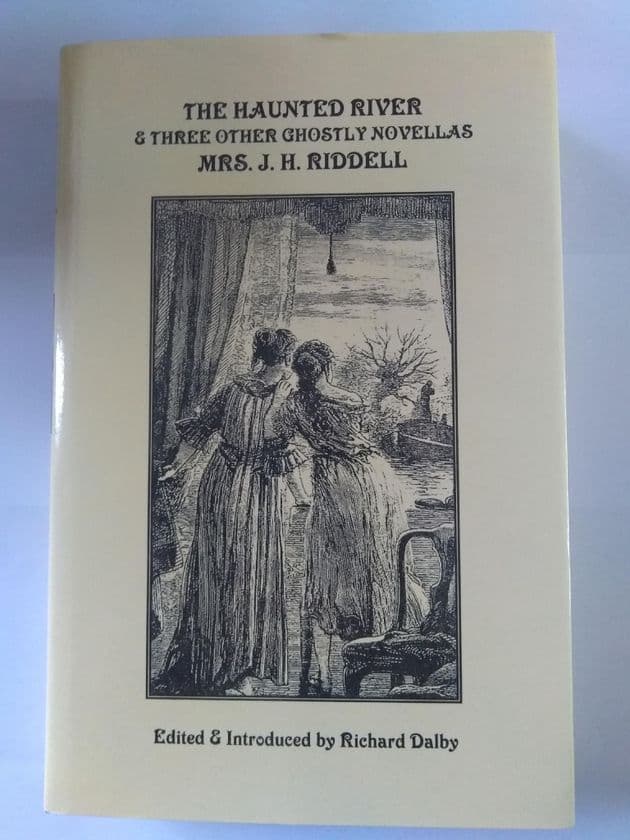 THE HAUNTED RIVER
& THREE OTHER GHOSTLY NOVELLAS
MRS. J. H. RIDDELL
Edited & Introduced by Richard Dalby